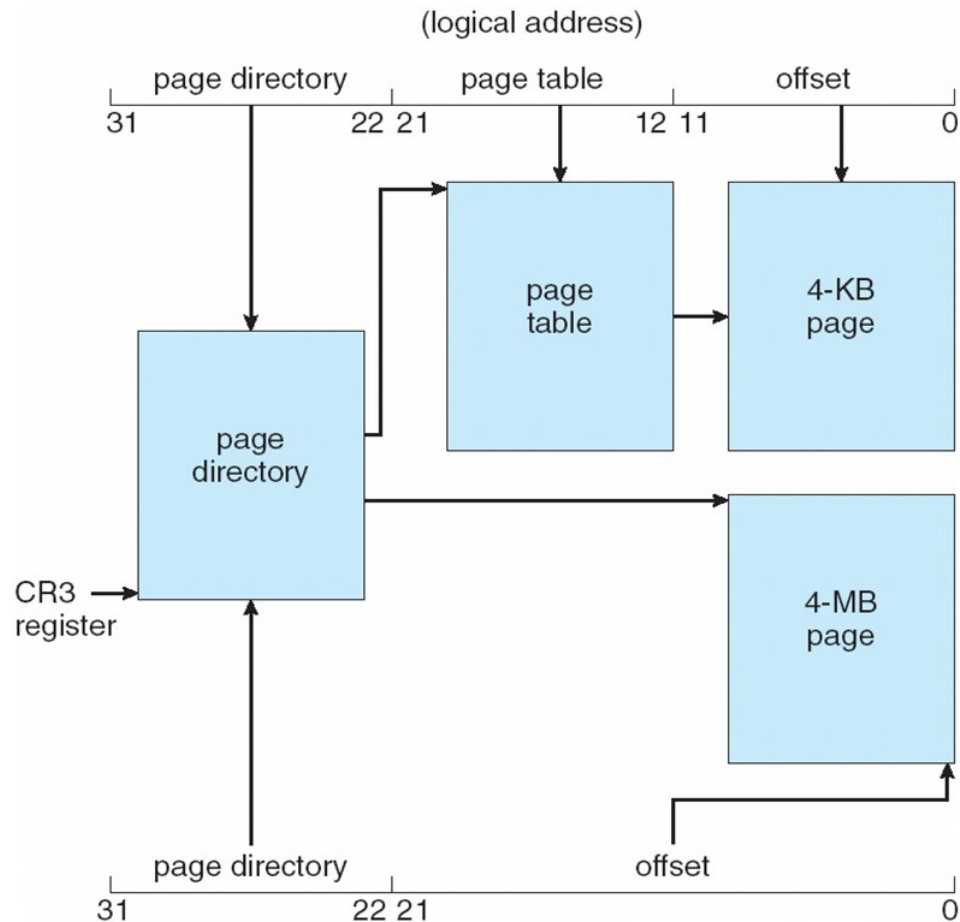 (logical address)
page directory page table offset
31 22 21 12 11 0
page
table
4-KB
page
page
directory
CR3
register
4-MB
page
page directory offset
31 22 21 0